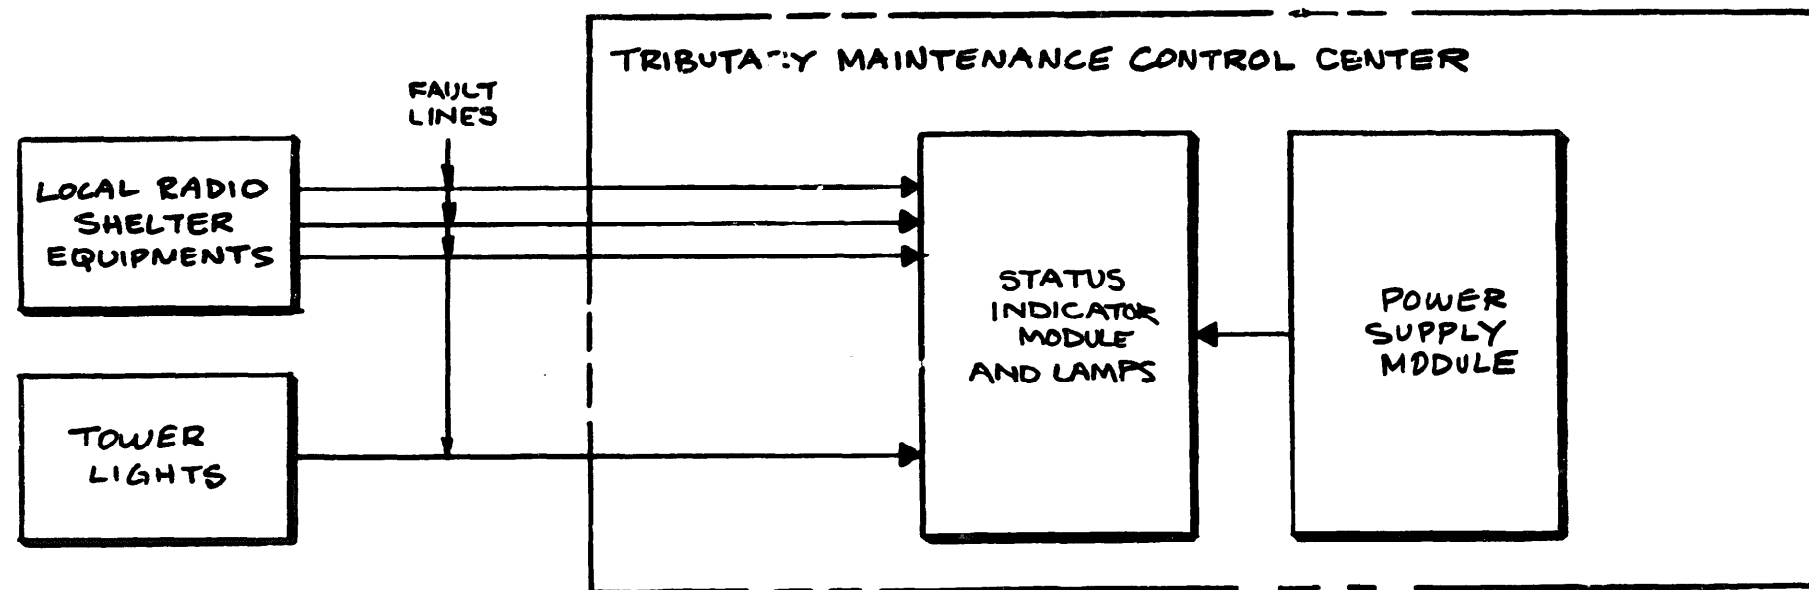 TRIBUTARY MAINTENANCE CONTROL CENTER
FAULT
LINES
LOCAL RADIO
SHELTER
EQUIPMENTS
STATUS
INDICATOR
MODULE
AND LAMPS
POWER
SUPPLY
MODULE
TOWER
LIGHTS